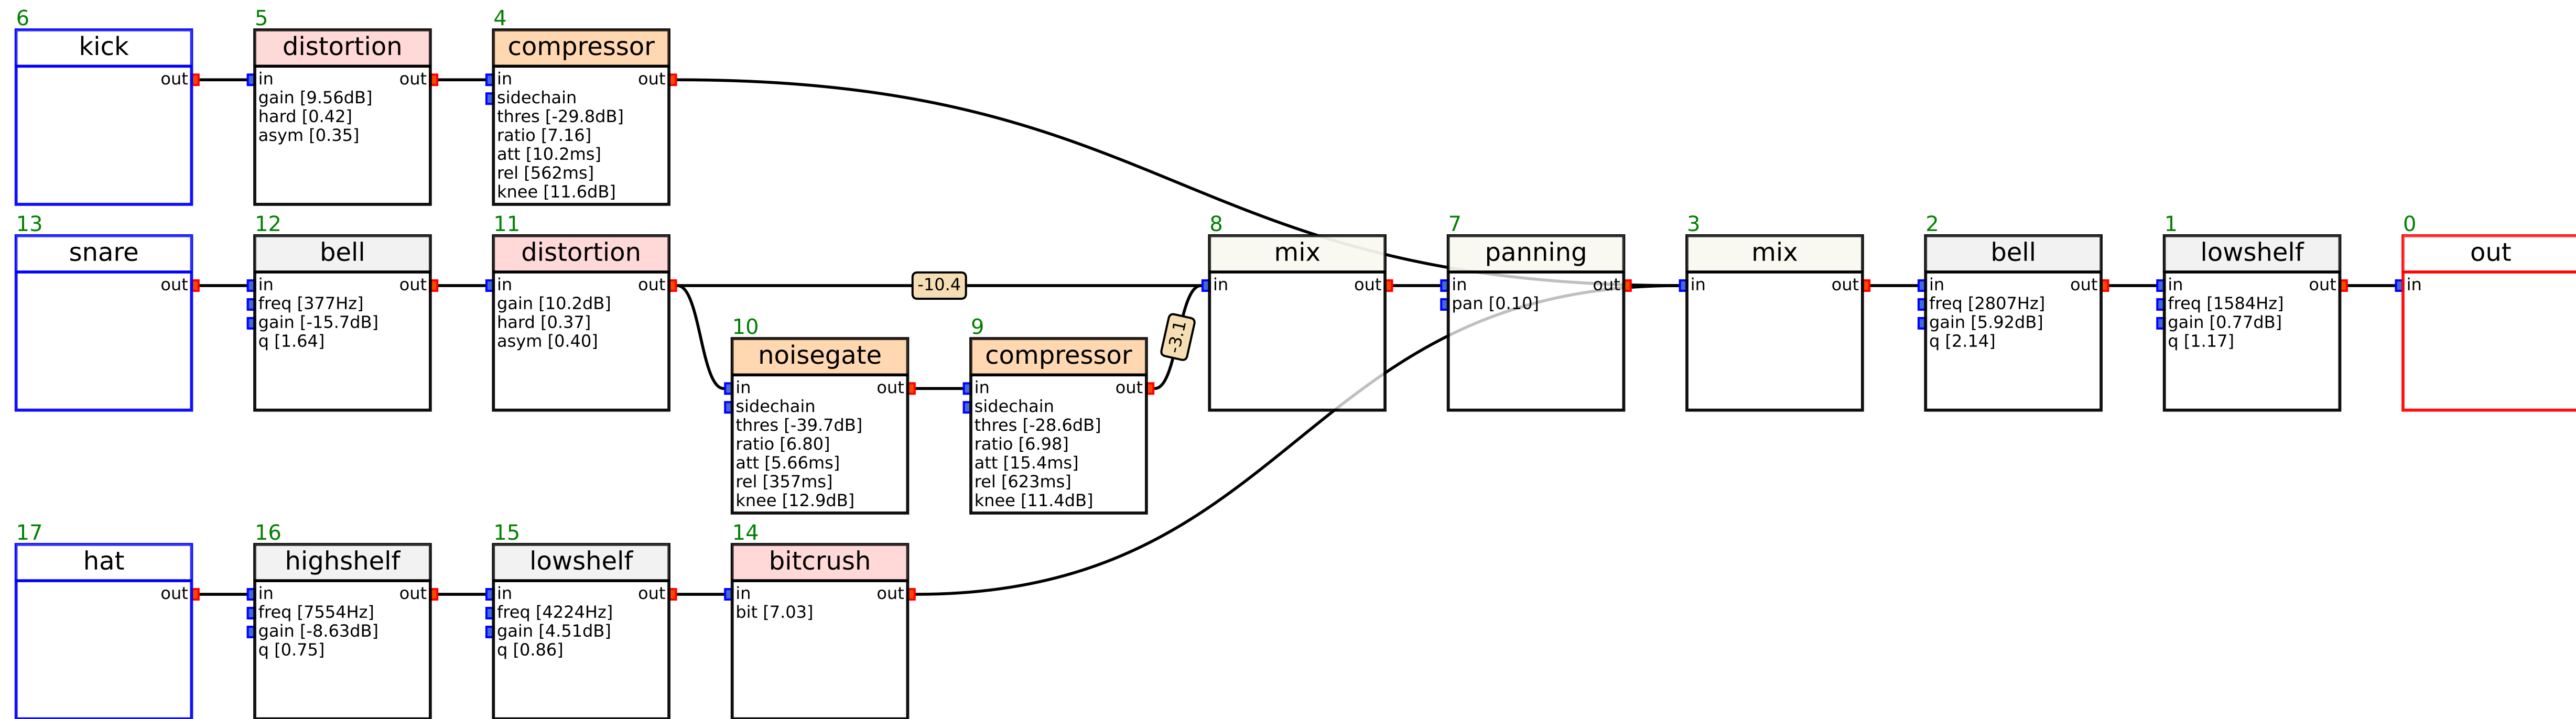 6
kick
out
5
distortion
in out
gain [9.56dB]
hard [0.42]
asym [0.35]
4
compressor
in out
sidechain
thres [-29.8dB]
ratio [7.16]
att [10.2ms]
rel [562ms]
knee [11.6dB]
13
snare
out
12
bell
in out
freq [377Hz]
gain [-15.7dB]
q [1.64]
11
distortion
in out
gain [10.2dB]
hard [0.37]
asym [0.40]
-10.4
10
noisegate
in out
sidechain
thres [-39.7dB]
ratio [6.80]
att [5.66ms]
rel [357ms]
knee [12.9dB]
9
compressor
in out
sidechain
thres [-28.6dB]
ratio [6.98]
att [15.4ms]
rel [623ms]
knee [11.4dB]
-3.1
8
mix
in out
7
panning
in out
pan [0.10]
3
mix
in out
2
bell
in out
freq [2807Hz]
gain [5.92dB]
q [2.14]
1
lowshelf
in out
freq [1584Hz]
gain [0.77dB]
q [1.17]
0
out
in
17
hat
out
16
highshelf
in out
freq [7554Hz]
gain [-8.63dB]
q [0.75]
15
lowshelf
in out
freq [4224Hz]
gain [4.51dB]
q [0.86]
14
bitcrush
in out
bit [7.03]